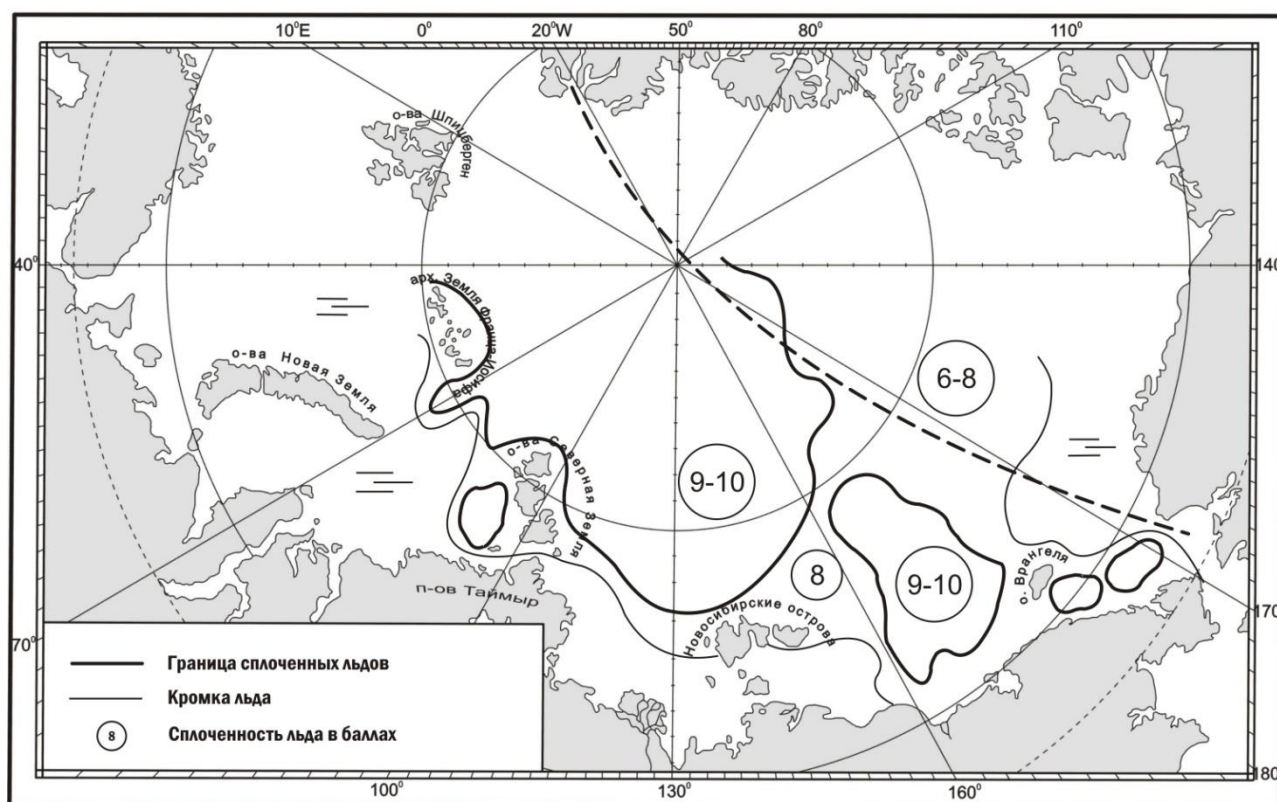 10°E 0° 20°W 50° 80° 110°
о-ва Шпицберген
40° 140°
арх. Земля Франца-Иосифа
о-ва Новая Земля
6-8
о-ва Северная Земля
9-10
8
9-10
о. Врангеля
п-ов Таймыр
Новосибирские острова
170°
70°
Граница сплоченных льдов
Кромка льда
8 Сплоченность льда в баллах
180°
100° 130° 160°